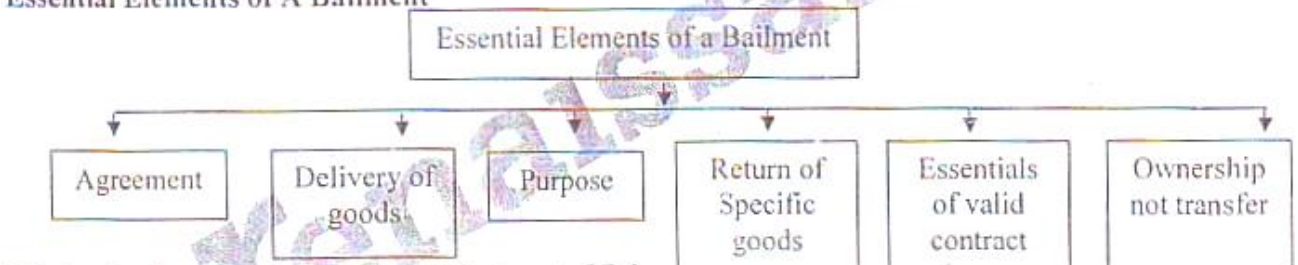 Essential Elements of A Bailment
Essential Elements of a Bailment
Agreement
Delivery of
goods
Purpose
Return of
Specific
goods
Essentials
of valid
contract
Ownership
not transfer